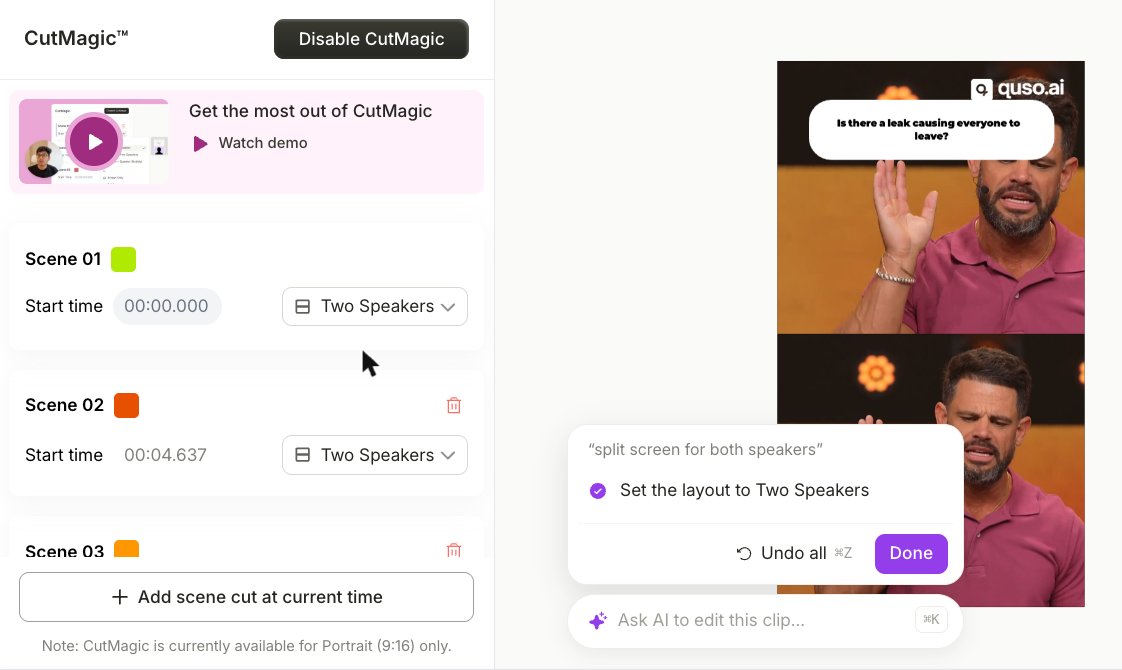 CutMagic™
Disable CutMagic
Get the most out of CutMagic
Watch demo
Scene 01
Start time 00:00.000 Two Speakers
Scene 02
Start time 00:04.637 Two Speakers
Scene 03
+ Add scene cut at current time
Note: CutMagic is currently available for Portrait (9:16) only.
quso.ai
Is there a leak causing everyone to
leave?
“split screen for both speakers”
Set the layout to Two Speakers
Undo all ⌘Z Done
Ask AI to edit this clip... ⌘K